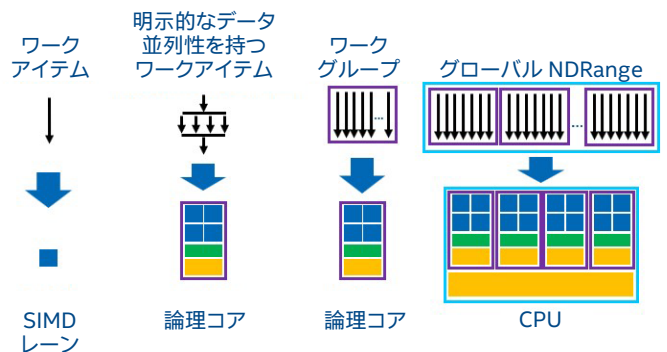 ワーク
アイテム
明示的なデータ
並列性を持つ
ワークアイテム
ワーク
グループ
グローバル NDRange
...
...
SIMD
レーン
論理コア
論理コア
CPU